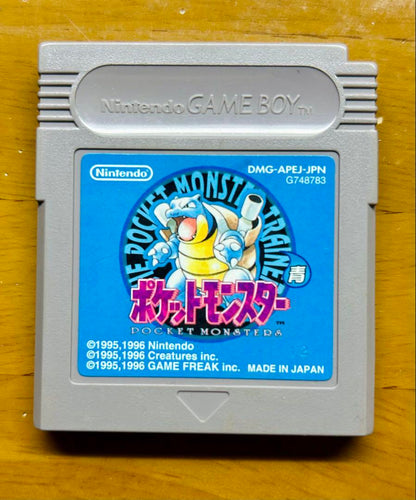 Nintendo GAME BOY TM
Nintendo
DMG-APEJ-JPN
G748783
THE POCKET MONSTER TRAINER
青
ポケットモンスター
TM
POCKET MONSTERS
©1995,1996 Nintendo
©1995,1996 Creatures inc.
©1995,1996 GAME FREAK inc. MADE IN JAPAN